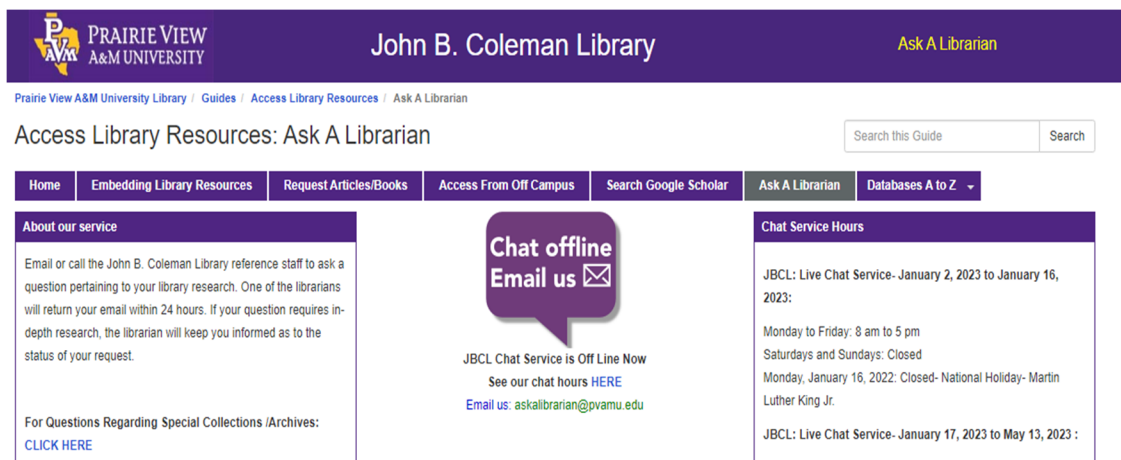 PRAIRIE VIEW
A&M UNIVERSITY
PVAM
John B. Coleman Library
Ask A Librarian
Prairie View A&M University Library / Guides / Access Library Resources / Ask A Librarian
Access Library Resources: Ask A Librarian
Search this Guide
Search
Home
Embedding Library Resources
Request Articles/Books
Access From Off Campus
Search Google Scholar
Ask A Librarian
Databases A to Z
About our service
Email or call the John B. Coleman Library reference staff to ask a
question pertaining to your library research. One of the librarians
will return your email within 24 hours. If your question requires in-
depth research, the librarian will keep you informed as to the
status of your request.
For Questions Regarding Special Collections /Archives:
CLICK HERE
Chat offline
Email us
JBCL Chat Service is Off Line Now
See our chat hours HERE
Email us: askalibrarian@pvamu.edu
Chat Service Hours
JBCL: Live Chat Service- January 2, 2023 to January 16,
2023:
Monday to Friday: 8 am to 5 pm
Saturdays and Sundays: Closed
Monday, January 16, 2022: Closed- National Holiday- Martin
Luther King Jr.
JBCL: Live Chat Service- January 17, 2023 to May 13, 2023 :